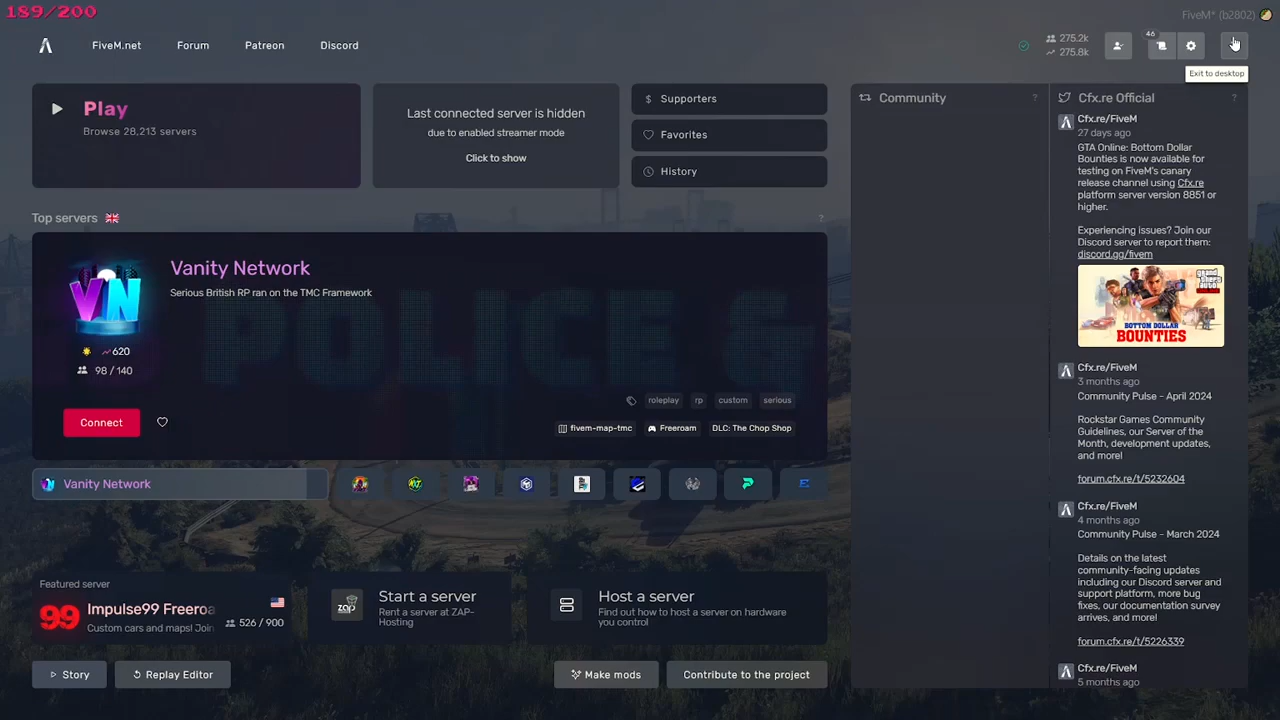 189/200
FiveM* (b2802)
FiveM.net
Forum
Patreon
Discord
275.2k
275.8k
46
Exit to desktop
Play
Browse 28,213 servers
Last connected server is hidden
due to enabled streamer mode
Click to show
$ Supporters
Favorites
History
Top servers
?
Vanity Network
Serious British RP ran on the TMC Framework
VN
POLICE &
620
98 / 140
Connect
roleplay
rp
custom
serious
fivem-map-tmc
Freeroam
DLC: The Chop Shop
Vanity Network
Featured server
99
Impulse99 Freeroa
Custom cars and maps! Join
526 / 900
ZAP
Start a server
Rent a server at ZAP-
Hosting
Host a server
Find out how to host a server on hardware
you control
Story
Replay Editor
Make mods
Contribute to the project
Community
?
Cfx.re Official
?
Cfx.re/FiveM
27 days ago
GTA Online: Bottom Dollar
Bounties is now available for
testing on FiveM's canary
release channel using Cfx.re
platform server version 8851 or
higher.
Experiencing issues? Join our
Discord server to report them:
discord.gg/fivem
BOTTOM DOLLAR
BOUNTIES
Cfx.re/FiveM
3 months ago
Community Pulse - April 2024
Rockstar Games Community
Guidelines, our Server of the
Month, development updates,
and more!
forum.cfx.re/t/5232604
Cfx.re/FiveM
4 months ago
Community Pulse - March 2024
Details on the latest
community-facing updates
including our Discord server and
support platform, more bug
fixes, our documentation survey
arrives, and more!
forum.cfx.re/t/5226339
Cfx.re/FiveM
5 months ago